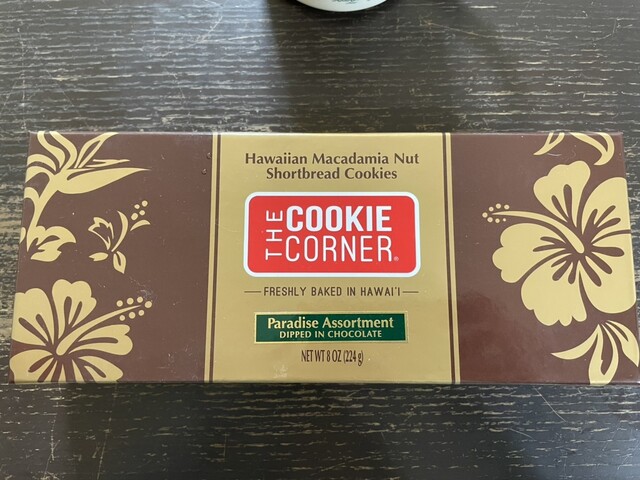 Hawaiian Macadamia Nut
Shortbread Cookies
THE COOKIE
CORNER®
FRESHLY BAKED IN HAWAI'I
Paradise Assortment
DIPPED IN CHOCOLATE
NET WT 8 OZ (224 g)